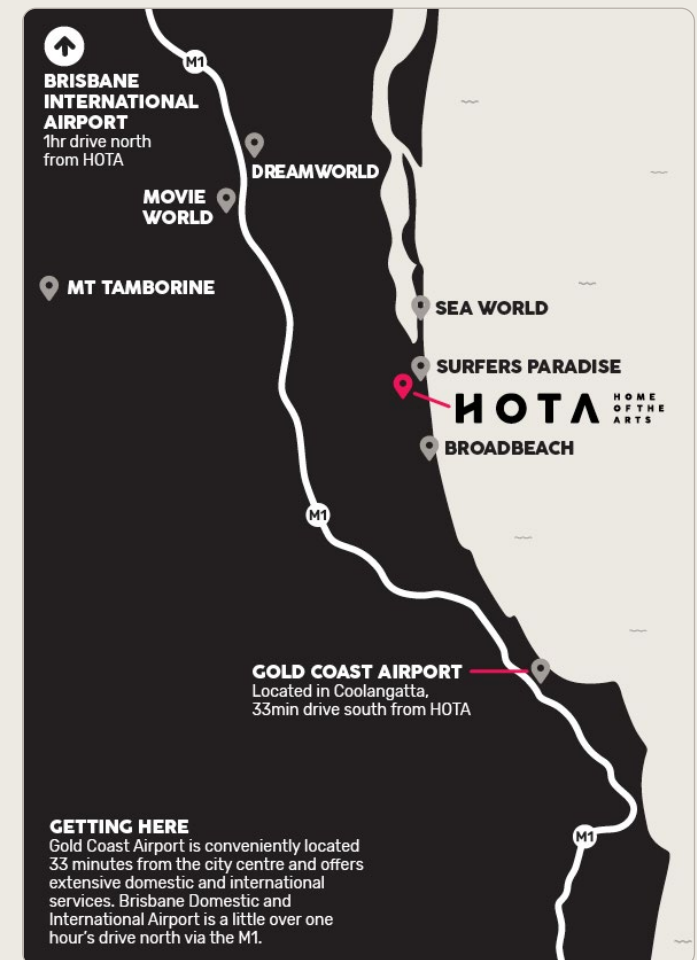 M1
BRISBANE
INTERNATIONAL
AIRPORT
1hr drive north
from HOTA
DREAMWORLD
MOVIE
WORLD
MT TAMBORINE
SEA WORLD
SURFERS PARADISE
HOTA
HOME
OF THE
ARTS
BROADBEACH
M1
GOLD COAST AIRPORT
Located in Coolangatta,
33min drive south from HOTA
GETTING HERE
Gold Coast Airport is conveniently located
33 minutes from the city centre and offers
extensive domestic and international
services. Brisbane Domestic and
International Airport is a little over one
hour's drive north via the M1.
M1